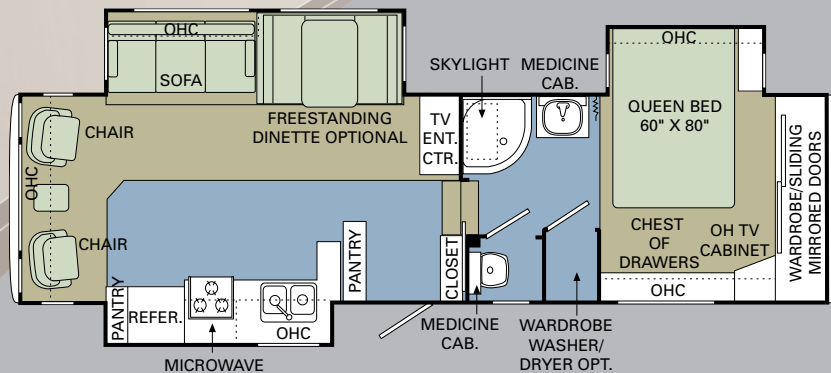 OHC
SOFA
FREESTANDING
DINETTE OPTIONAL
CHAIR
OHC
CHAIR
TV
ENT.
CTR.
SKYLIGHT
MEDICINE
CAB.
OHC
QUEEN BED
60" X 80"
CHEST
OF
DRAWERS
OH TV
CABINET
WARDROBE/SLIDING
MIRRORED DOORS
OHC
PANTRY
REFER.
MICROWAVE
OHC
PANTRY
CLOSET
MEDICINE
CAB.
WARDROBE
WASHER/
DRYER OPT.